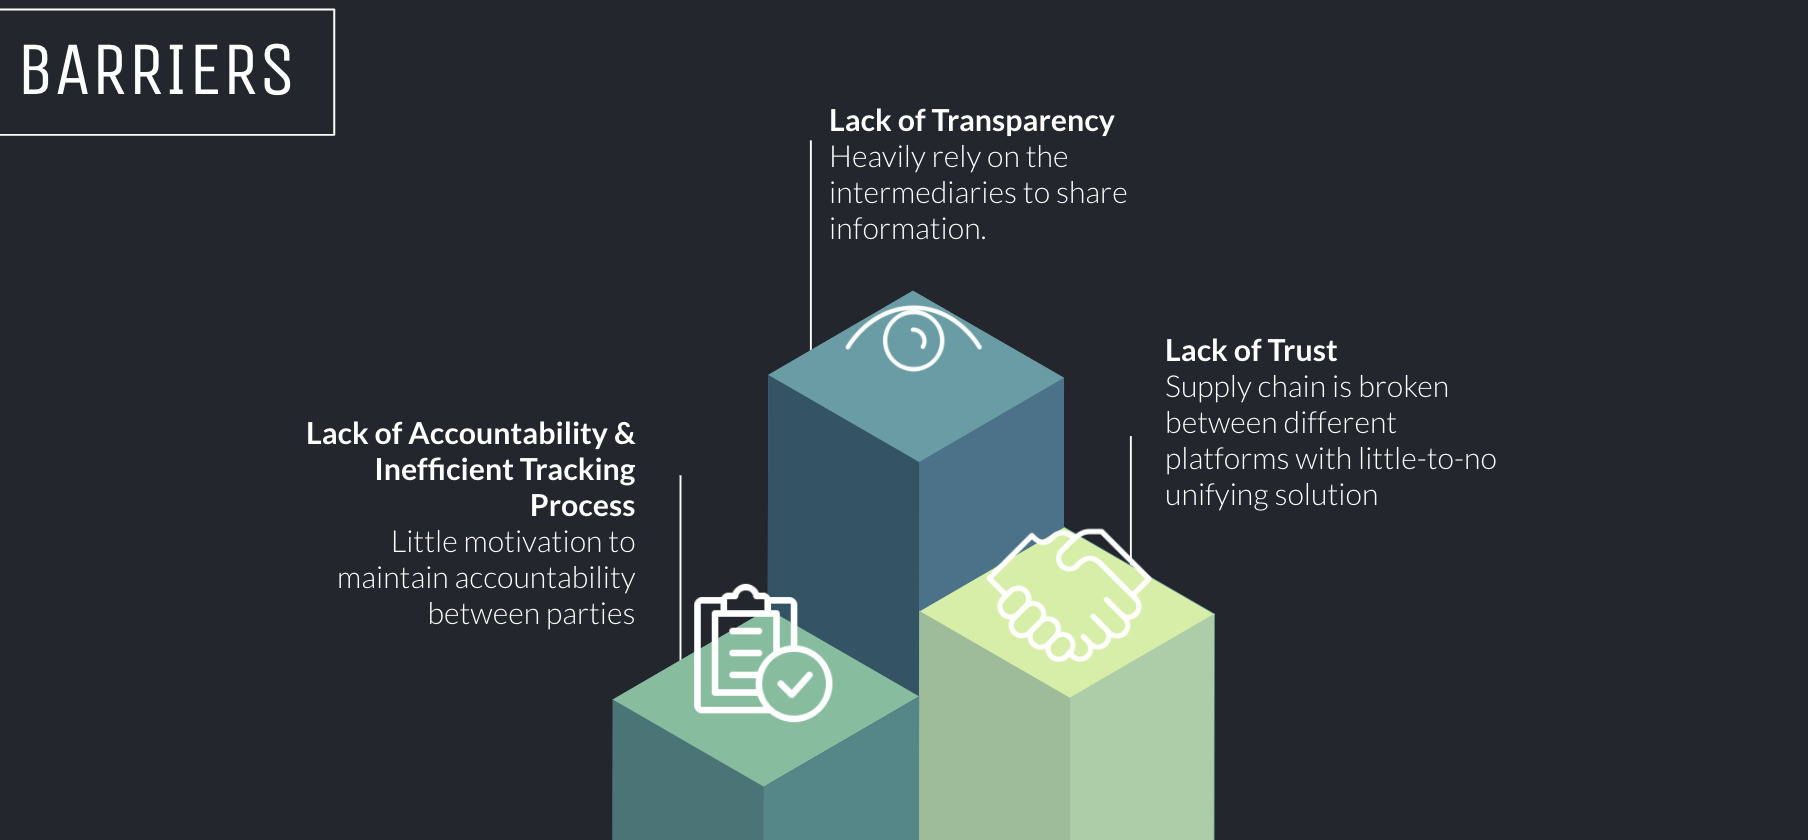 BARRIERS
Lack of Transparency
Heavily rely on the
intermediaries to share
information.
Lack of Trust
Supply chain is broken
between different
platforms with little-to-no
unifying solution
Lack of Accountability &
Inefficient Tracking
Process
Little motivation to
maintain accountability
between parties